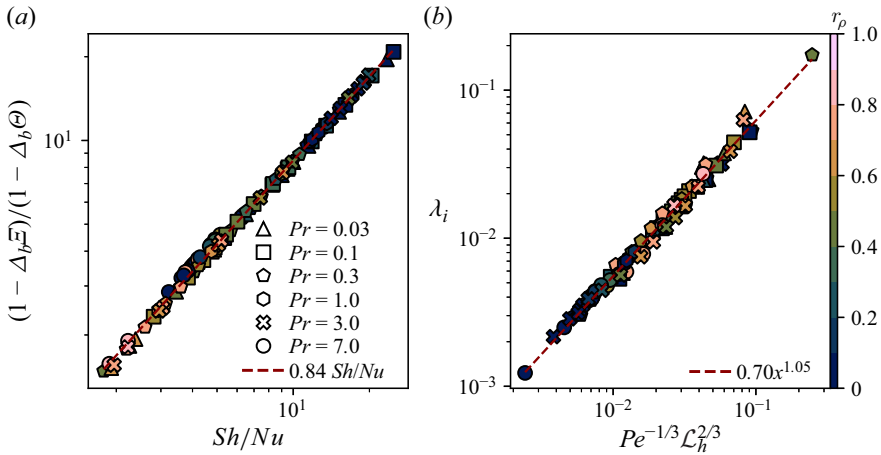 (a)
(1 − Δ_b Ξ)/(1 − Δ_b Θ)
10^1
Pr = 0.03
Pr = 0.1
Pr = 0.3
Pr = 1.0
Pr = 3.0
Pr = 7.0
0.84 Sh/Nu
10^1
Sh/Nu
(b)
λ_i
10^−1
10^−2
10^−3
0.70x^1.05
10^−2
10^−1
Pe^−1/3 ℒ_h^2/3
r_ρ
1.0
0.8
0.6
0.4
0.2
0